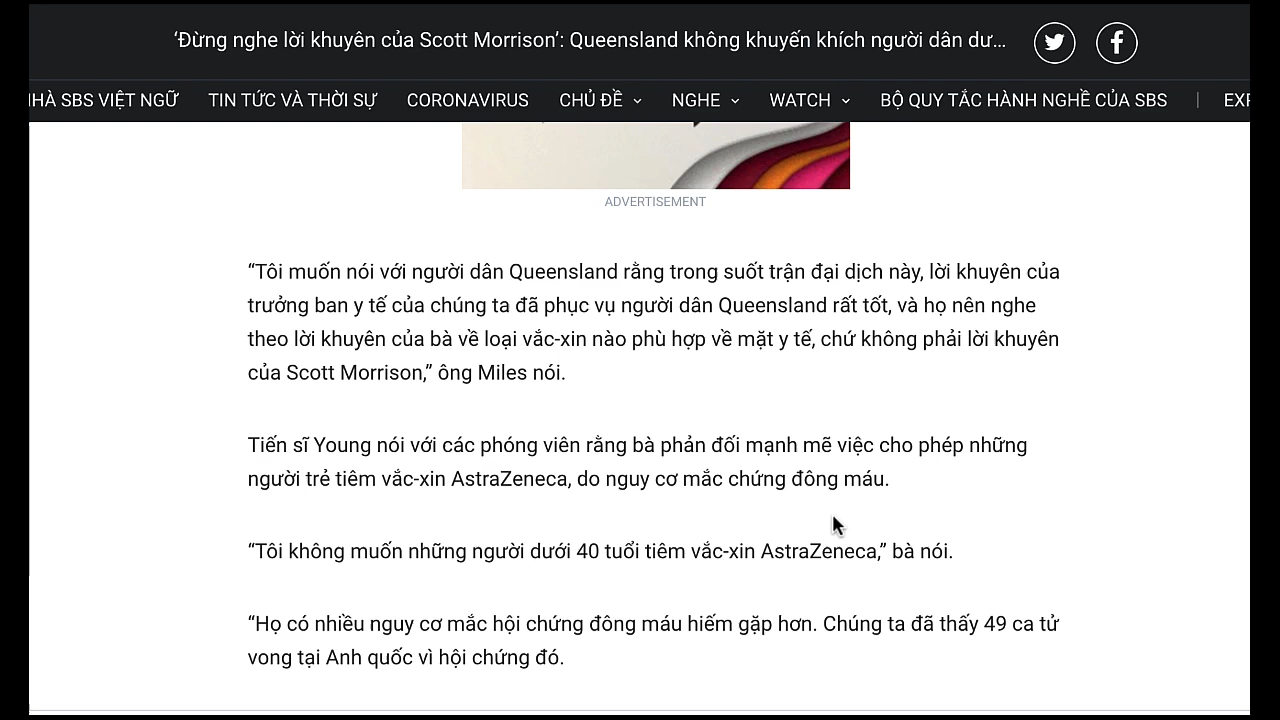 ‘Đừng nghe lời khuyên của Scott Morrison’: Queensland không khuyến khích người dân dư...
HÀ SBS VIỆT NGỮ TIN TỨC VÀ THỜI SỰ CORONAVIRUS CHỦ ĐỀ NGHE WATCH BỘ QUY TẮC HÀNH NGHỀ CỦA SBS | EXP
ADVERTISEMENT
“Tôi muốn nói với người dân Queensland rằng trong suốt trận đại dịch này, lời khuyên của
trưởng ban y tế của chúng ta đã phục vụ người dân Queensland rất tốt, và họ nên nghe
theo lời khuyên của bà về loại vắc-xin nào phù hợp về mặt y tế, chứ không phải lời khuyên
của Scott Morrison,” ông Miles nói.
Tiến sĩ Young nói với các phóng viên rằng bà phản đối mạnh mẽ việc cho phép những
người trẻ tiêm vắc-xin AstraZeneca, do nguy cơ mắc chứng đông máu.
“Tôi không muốn những người dưới 40 tuổi tiêm vắc-xin AstraZeneca,” bà nói.
“Họ có nhiều nguy cơ mắc hội chứng đông máu hiếm gặp hơn. Chúng ta đã thấy 49 ca tử
vong tại Anh quốc vì hội chứng đó.